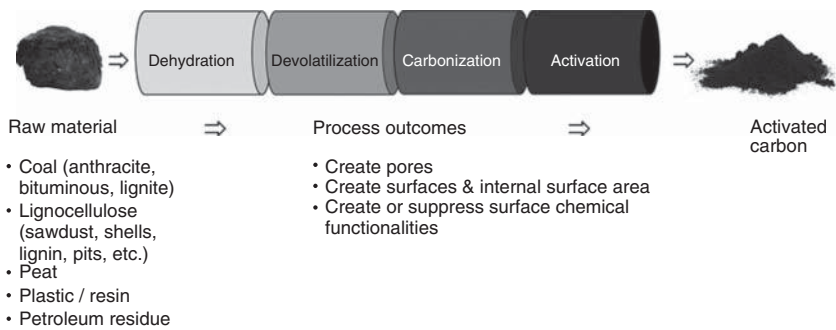 Dehydration Devolatilization Carbonization Activation
Raw material ⇒ Process outcomes ⇒ Activated
carbon
• Coal (anthracite,
bituminous, lignite)
• Lignocellulose
(sawdust, shells,
lignin, pits, etc.)
• Peat
• Plastic / resin
• Petroleum residue
• Create pores
• Create surfaces & internal surface area
• Create or suppress surface chemical
functionalities